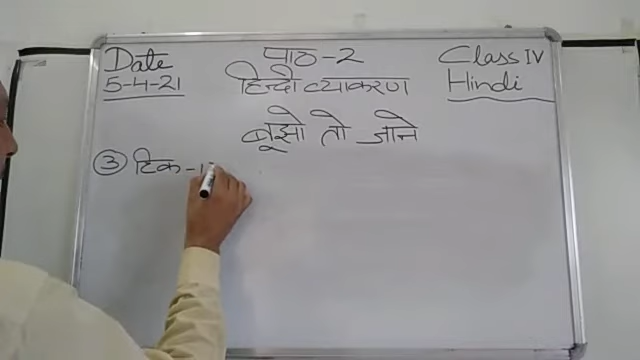 Date
5-4-21
पाठ-2
हिन्दी व्याकरण
Class IV
Hindi
बूझो तो जाने
③ टिक-